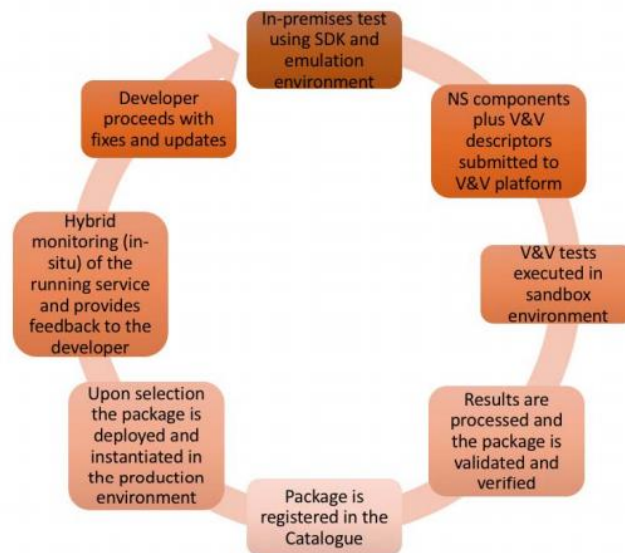 In-premises test
using SDK and
emulation
environment
NS components
plus V&V
descriptors
submitted to
V&V platform
V&V tests
executed in
sandbox
environment
Results are
processed and
the package is
validated and
verified
Package is
registered in the
Catalogue
Upon selection
the package is
deployed and
instantiated in
the production
environment
Hybrid
monitoring (in-
situ) of the
running service
and provides
feedback to the
developer
Developer
proceeds with
fixes and updates